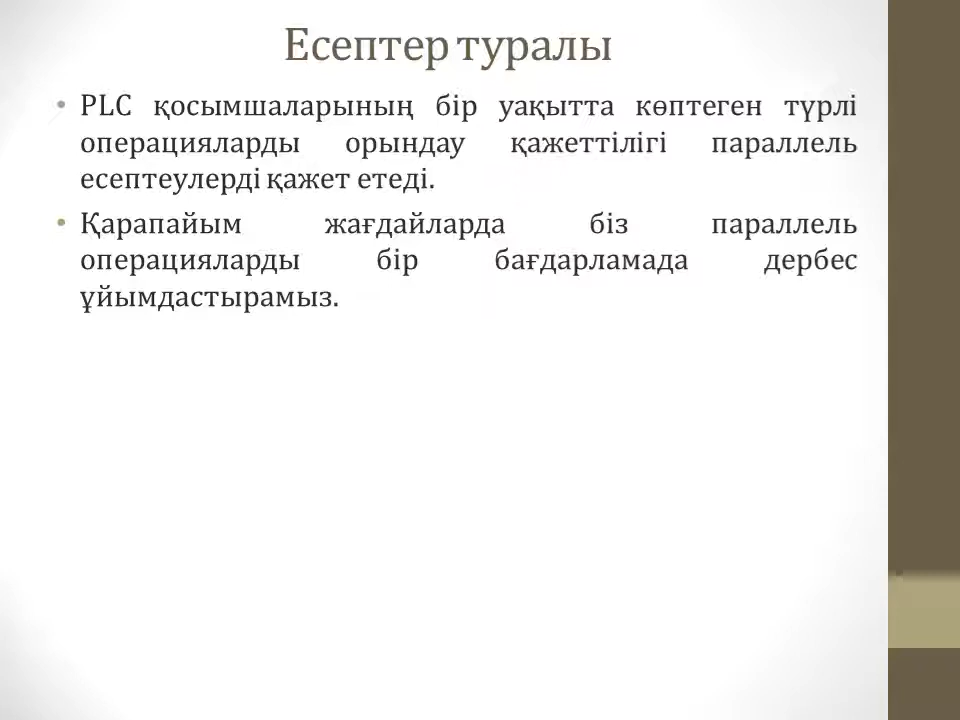 Есептер туралы
• PLC қосымшаларының бір уақытта көптеген түрлі
операцияларды орындау қажеттілігі параллель
есептеулерді қажет етеді.
• Қарапайым жағдайларда біз параллель
операцияларды бір бағдарламада дербес
ұйымдастырамыз.